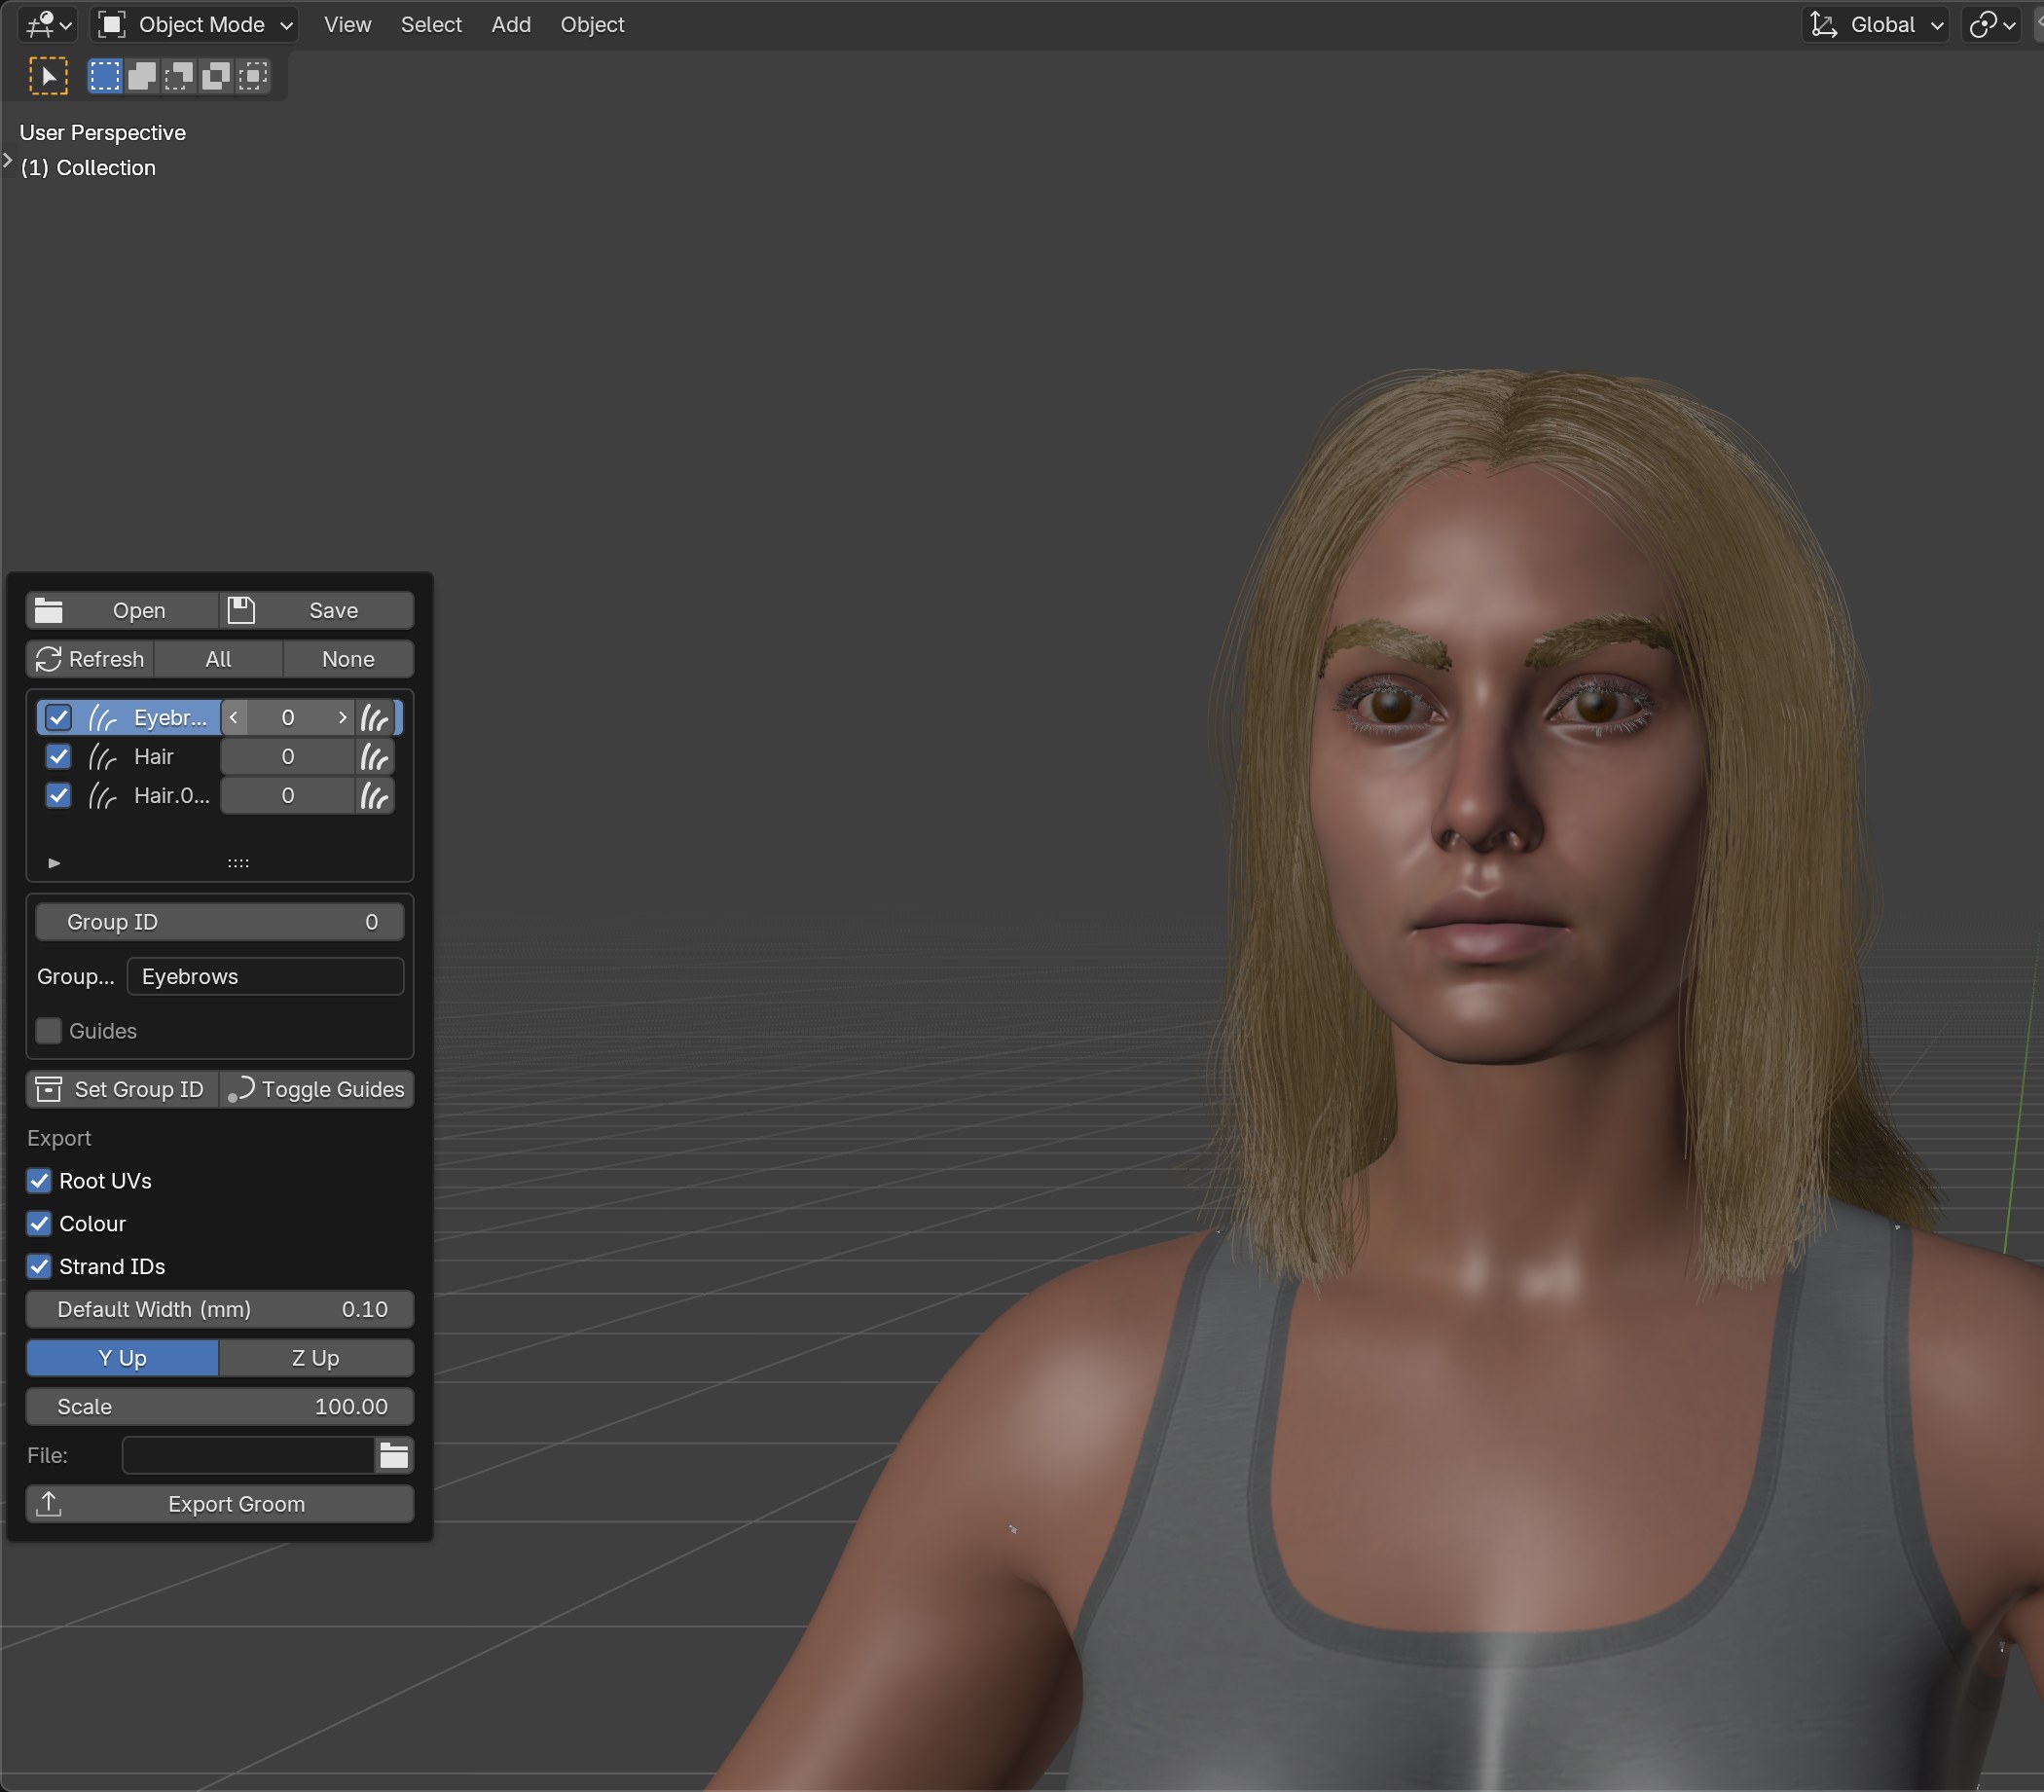 Object Mode View Select Add Object Global
User Perspective
(1) Collection
Open Save
Refresh All None
Eyebr... 0
Hair 0
Hair.0... 0
Group ID 0
Group... Eyebrows
Guides
Set Group ID Toggle Guides
Export
Root UVs
Colour
Strand IDs
Default Width (mm) 0.10
Y Up Z Up
Scale 100.00
File:
Export Groom